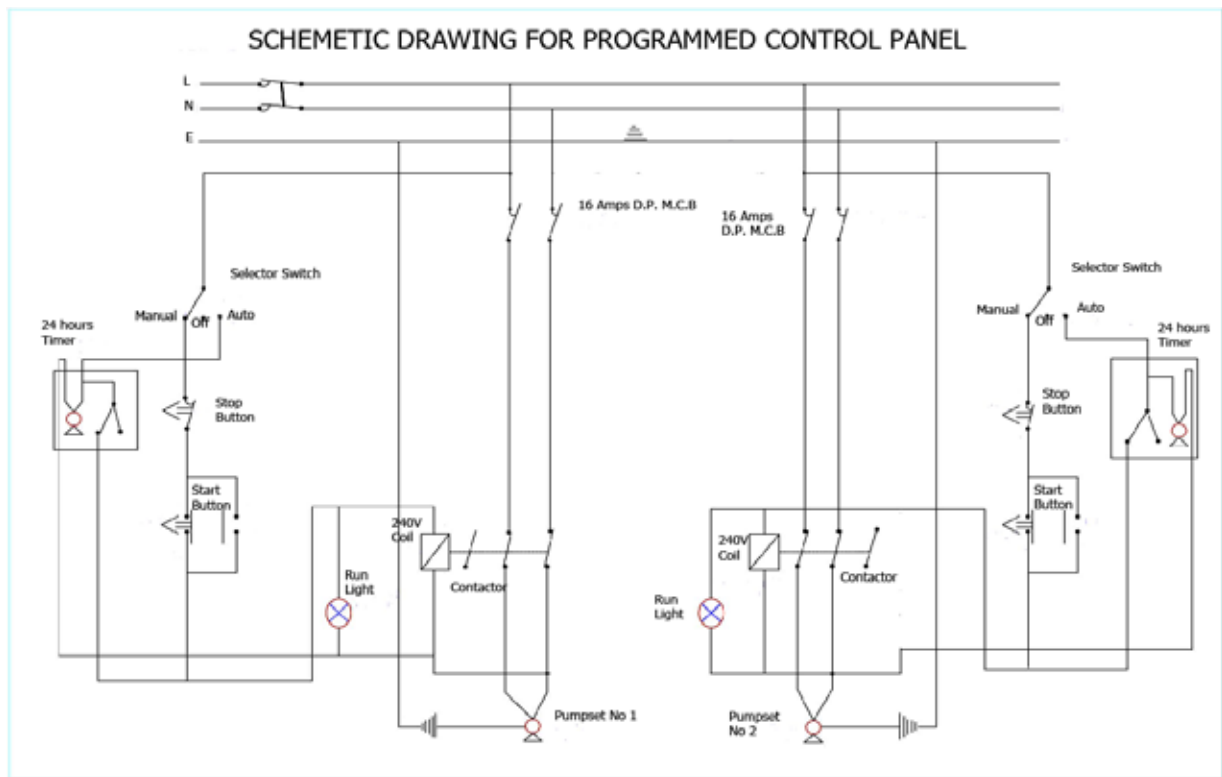 SCHEMETIC DRAWING FOR PROGRAMMED CONTROL PANEL
L
N
E
16 Amps D.P. M.C.B
16 Amps
D.P. M.C.B
Selector Switch
Manual
Off
Auto
24 hours
Timer
Stop
Button
Start
Button
240V
Coil
Contactor
Run
Light
Pumpset No 1
Selector Switch
Manual
Off
Auto
24 hours
Timer
Stop
Button
Start
Button
240V
Coil
Contactor
Run
Light
Pumpset
No 2